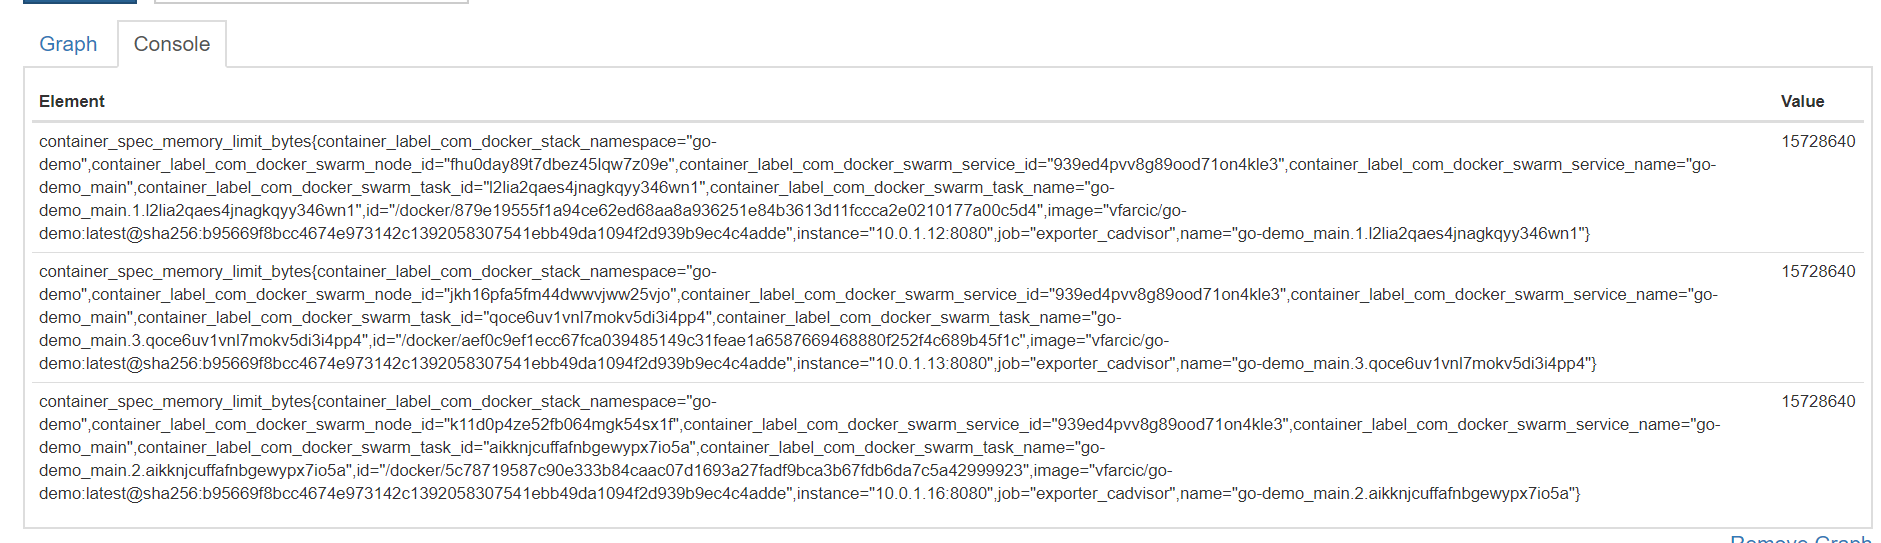 Graph
Console
Element
Value
container_spec_memory_limit_bytes{container_label_com_docker_stack_namespace="go-
15728640
demo",container_label_com_docker_swarm_node_id="fhu0day89t7dbez45lqw7z09e",container_label_com_docker_swarm_service_id="939ed4pvv8g89ood71on4kle3",container_label_com_docker_swarm_service_name="go-
demo_main",container_label_com_docker_swarm_task_id="l2lia2qaes4jnagkqyy346wn1",container_label_com_docker_swarm_task_name="go-
demo_main.1.l2lia2qaes4jnagkqyy346wn1",id="/docker/879e19555f1a94ce62ed68aa8a936251e84b3613d11fccca2e0210177a00c5d4",image="vfarcic/go-
demo:latest@sha256:b95669f8bcc4674e973142c1392058307541ebb49da1094f2d939b9ec4c4adde",instance="10.0.1.12:8080",job="exporter_cadvisor",name="go-demo_main.1.l2lia2qaes4jnagkqyy346wn1"}
container_spec_memory_limit_bytes{container_label_com_docker_stack_namespace="go-
15728640
demo",container_label_com_docker_swarm_node_id="jkh16pfa5fm44dwwvjww25vjo",container_label_com_docker_swarm_service_id="939ed4pvv8g89ood71on4kle3",container_label_com_docker_swarm_service_name="go-
demo_main",container_label_com_docker_swarm_task_id="qoce6uv1vnl7mokv5di3i4pp4",container_label_com_docker_swarm_task_name="go-
demo_main.3.qoce6uv1vnl7mokv5di3i4pp4",id="/docker/aef0c9ef1ecc67fca039485149c31feae1a6587669468880f252f4c689b45f1c",image="vfarcic/go-
demo:latest@sha256:b95669f8bcc4674e973142c1392058307541ebb49da1094f2d939b9ec4c4adde",instance="10.0.1.13:8080",job="exporter_cadvisor",name="go-demo_main.3.qoce6uv1vnl7mokv5di3i4pp4"}
container_spec_memory_limit_bytes{container_label_com_docker_stack_namespace="go-
15728640
demo",container_label_com_docker_swarm_node_id="k11d0p4ze52fb064mgk54sx1f",container_label_com_docker_swarm_service_id="939ed4pvv8g89ood71on4kle3",container_label_com_docker_swarm_service_name="go-
demo_main",container_label_com_docker_swarm_task_id="aikknjcuffafnbgewypx7io5a",container_label_com_docker_swarm_task_name="go-
demo_main.2.aikknjcuffafnbgewypx7io5a",id="/docker/5c78719587c90e333b84caac07d1693a27fadf9bca3b67fdb6da7c5a42999923",image="vfarcic/go-
demo:latest@sha256:b95669f8bcc4674e973142c1392058307541ebb49da1094f2d939b9ec4c4adde",instance="10.0.1.16:8080",job="exporter_cadvisor",name="go-demo_main.2.aikknjcuffafnbgewypx7io5a"}
Remove Graph